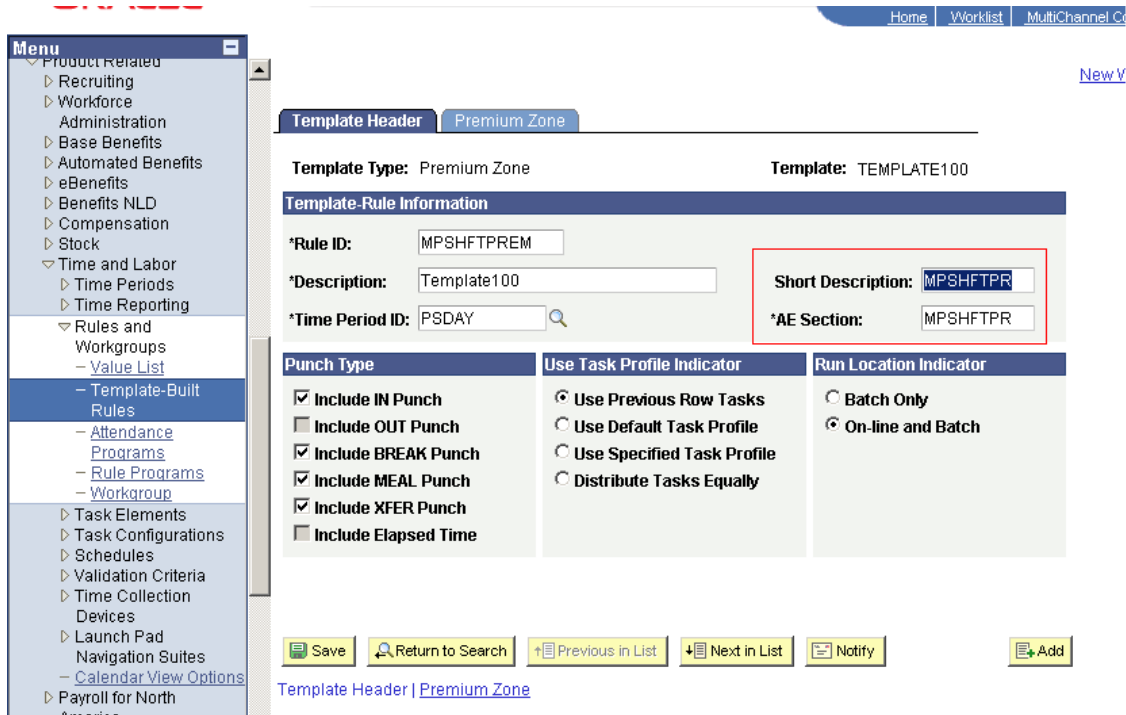 Home | Worklist | MultiChannel Co
Menu
Product Related
Recruiting
Workforce
Administration
Base Benefits
Automated Benefits
eBenefits
Benefits NLD
Compensation
Stock
Time and Labor
Time Periods
Time Reporting
Rules and
Workgroups
– Value List
– Template-Built
Rules
– Attendance
Programs
– Rule Programs
– Workgroup
Task Elements
Task Configurations
Schedules
Validation Criteria
Time Collection
Devices
Launch Pad
Navigation Suites
– Calendar View Options
Payroll for North
America
New W
Template Header Premium Zone
Template Type: Premium Zone Template: TEMPLATE100
Template-Rule Information
*Rule ID: MPSHFTPREM
*Description: Template100 Short Description: MPSHFTPR
*Time Period ID: PSDAY *AE Section: MPSHFTPR
Punch Type
Include IN Punch
Include OUT Punch
Include BREAK Punch
Include MEAL Punch
Include XFER Punch
Include Elapsed Time
Use Task Profile Indicator
Use Previous Row Tasks
Use Default Task Profile
Use Specified Task Profile
Distribute Tasks Equally
Run Location Indicator
Batch Only
On-line and Batch
Save Return to Search Previous in List Next in List Notify Add
Template Header | Premium Zone